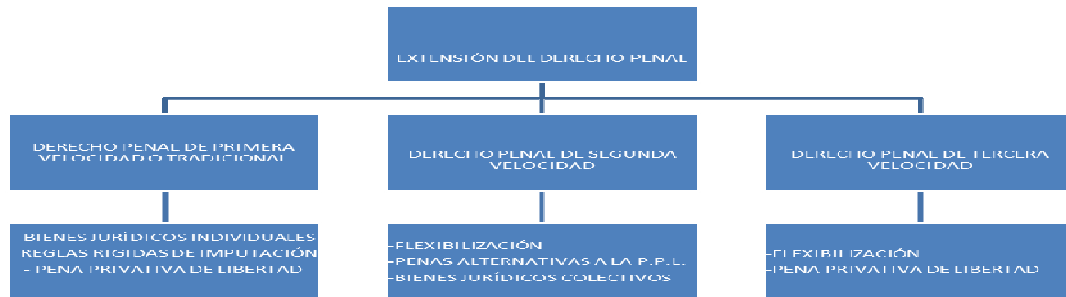 EXTENSIÓN DEL DERECHO PENAL
DERECHO PENAL DE PRIMERA
VELOCIDAD O TRADICIONAL
DERECHO PENAL DE SEGUNDA
VELOCIDAD
DERECHO PENAL DE TERCERA
VELOCIDAD
BIENES JURÍDICOS INDIVIDUALES
REGLAS RIGIDAS DE IMPUTACIÓN
- PENA PRIVATIVA DE LIBERTAD
-FLEXIBILIZACIÓN
-PENAS ALTERNATIVAS A LA P.P.L.
-BIENES JURÍDICOS COLECTIVOS
-FLEXIBILIZACIÓN
-PENA PRIVATIVA DE LIBERTAD